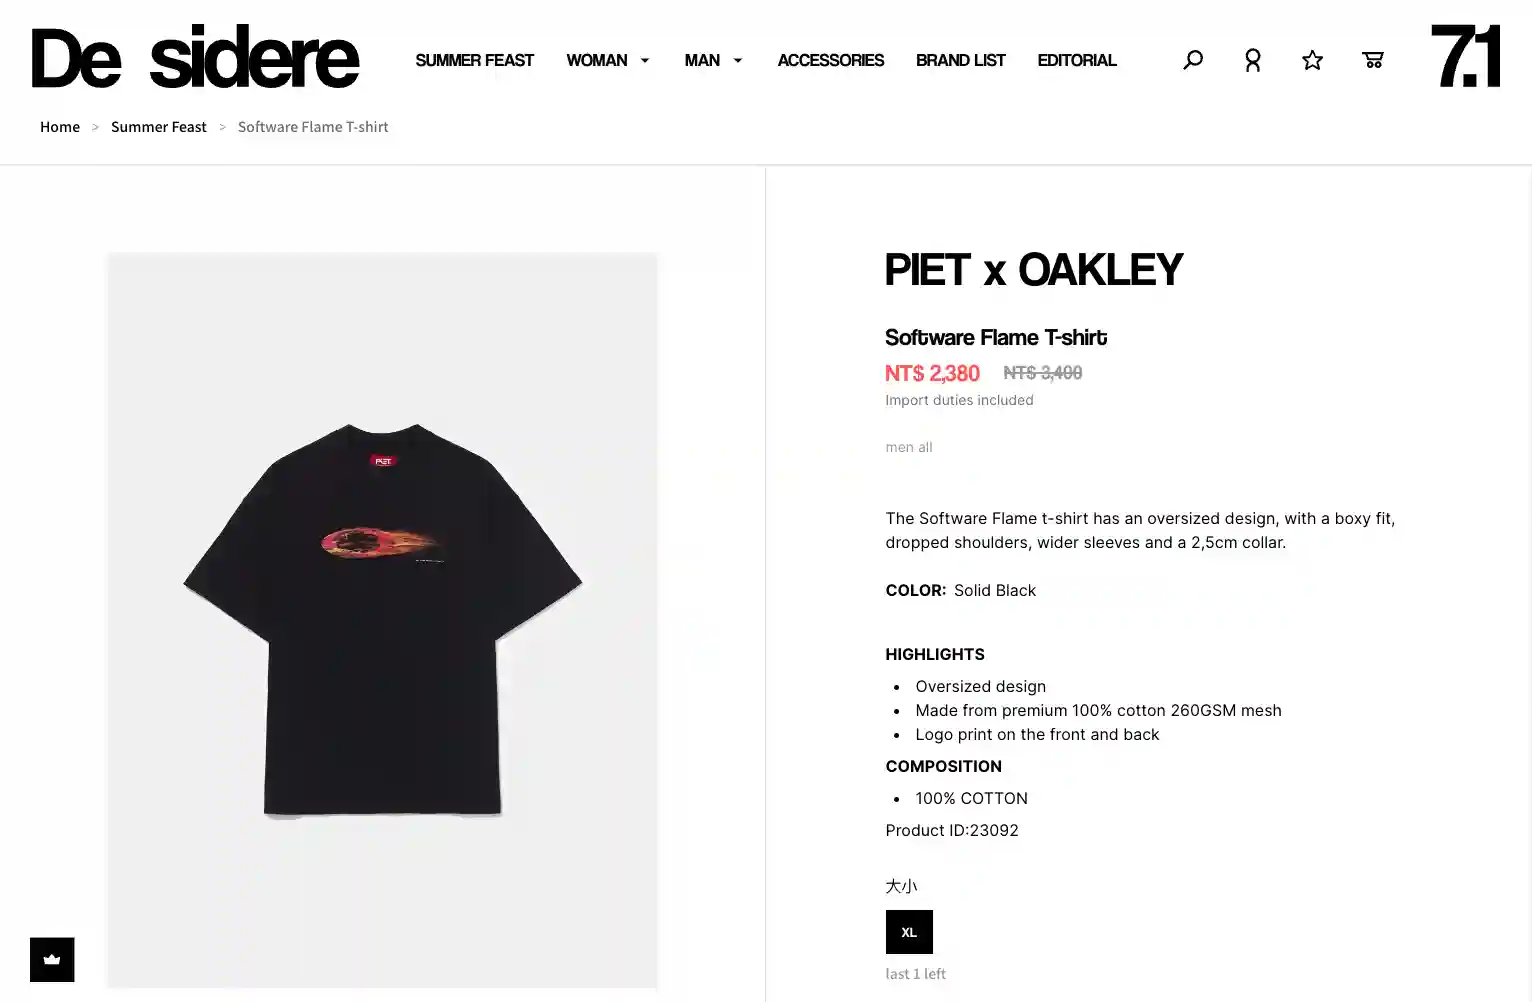 De sidere
SUMMER FEAST
WOMAN
MAN
ACCESSORIES
BRAND LIST
EDITORIAL
7.1
Home > Summer Feast > Software Flame T-shirt
PIET x OAKLEY
Software Flame T-shirt
NT$ 2,380 NT$ 3,400
Import duties included
men all
PIET
The Software Flame t-shirt has an oversized design, with a boxy fit,
dropped shoulders, wider sleeves and a 2,5cm collar.
COLOR: Solid Black
HIGHLIGHTS
• Oversized design
• Made from premium 100% cotton 260GSM mesh
• Logo print on the front and back
COMPOSITION
• 100% COTTON
Product ID:23092
大小
XL
last 1 left